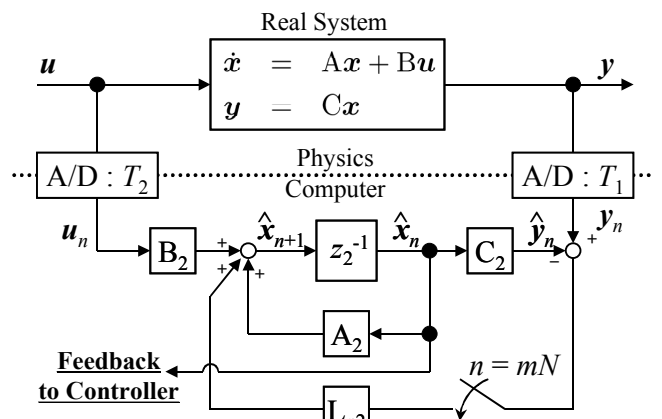 Real System
u
ẋ = Ax + Bu
y
y = Cx
A/D : T₂
Physics
Computer
A/D : T₁
uₙ
B₂
+
+
+
x̂ₙ₊₁
z₂⁻¹
x̂ₙ
C₂
ŷₙ
yₙ
+
−
A₂
Feedback
to Controller
n = mN